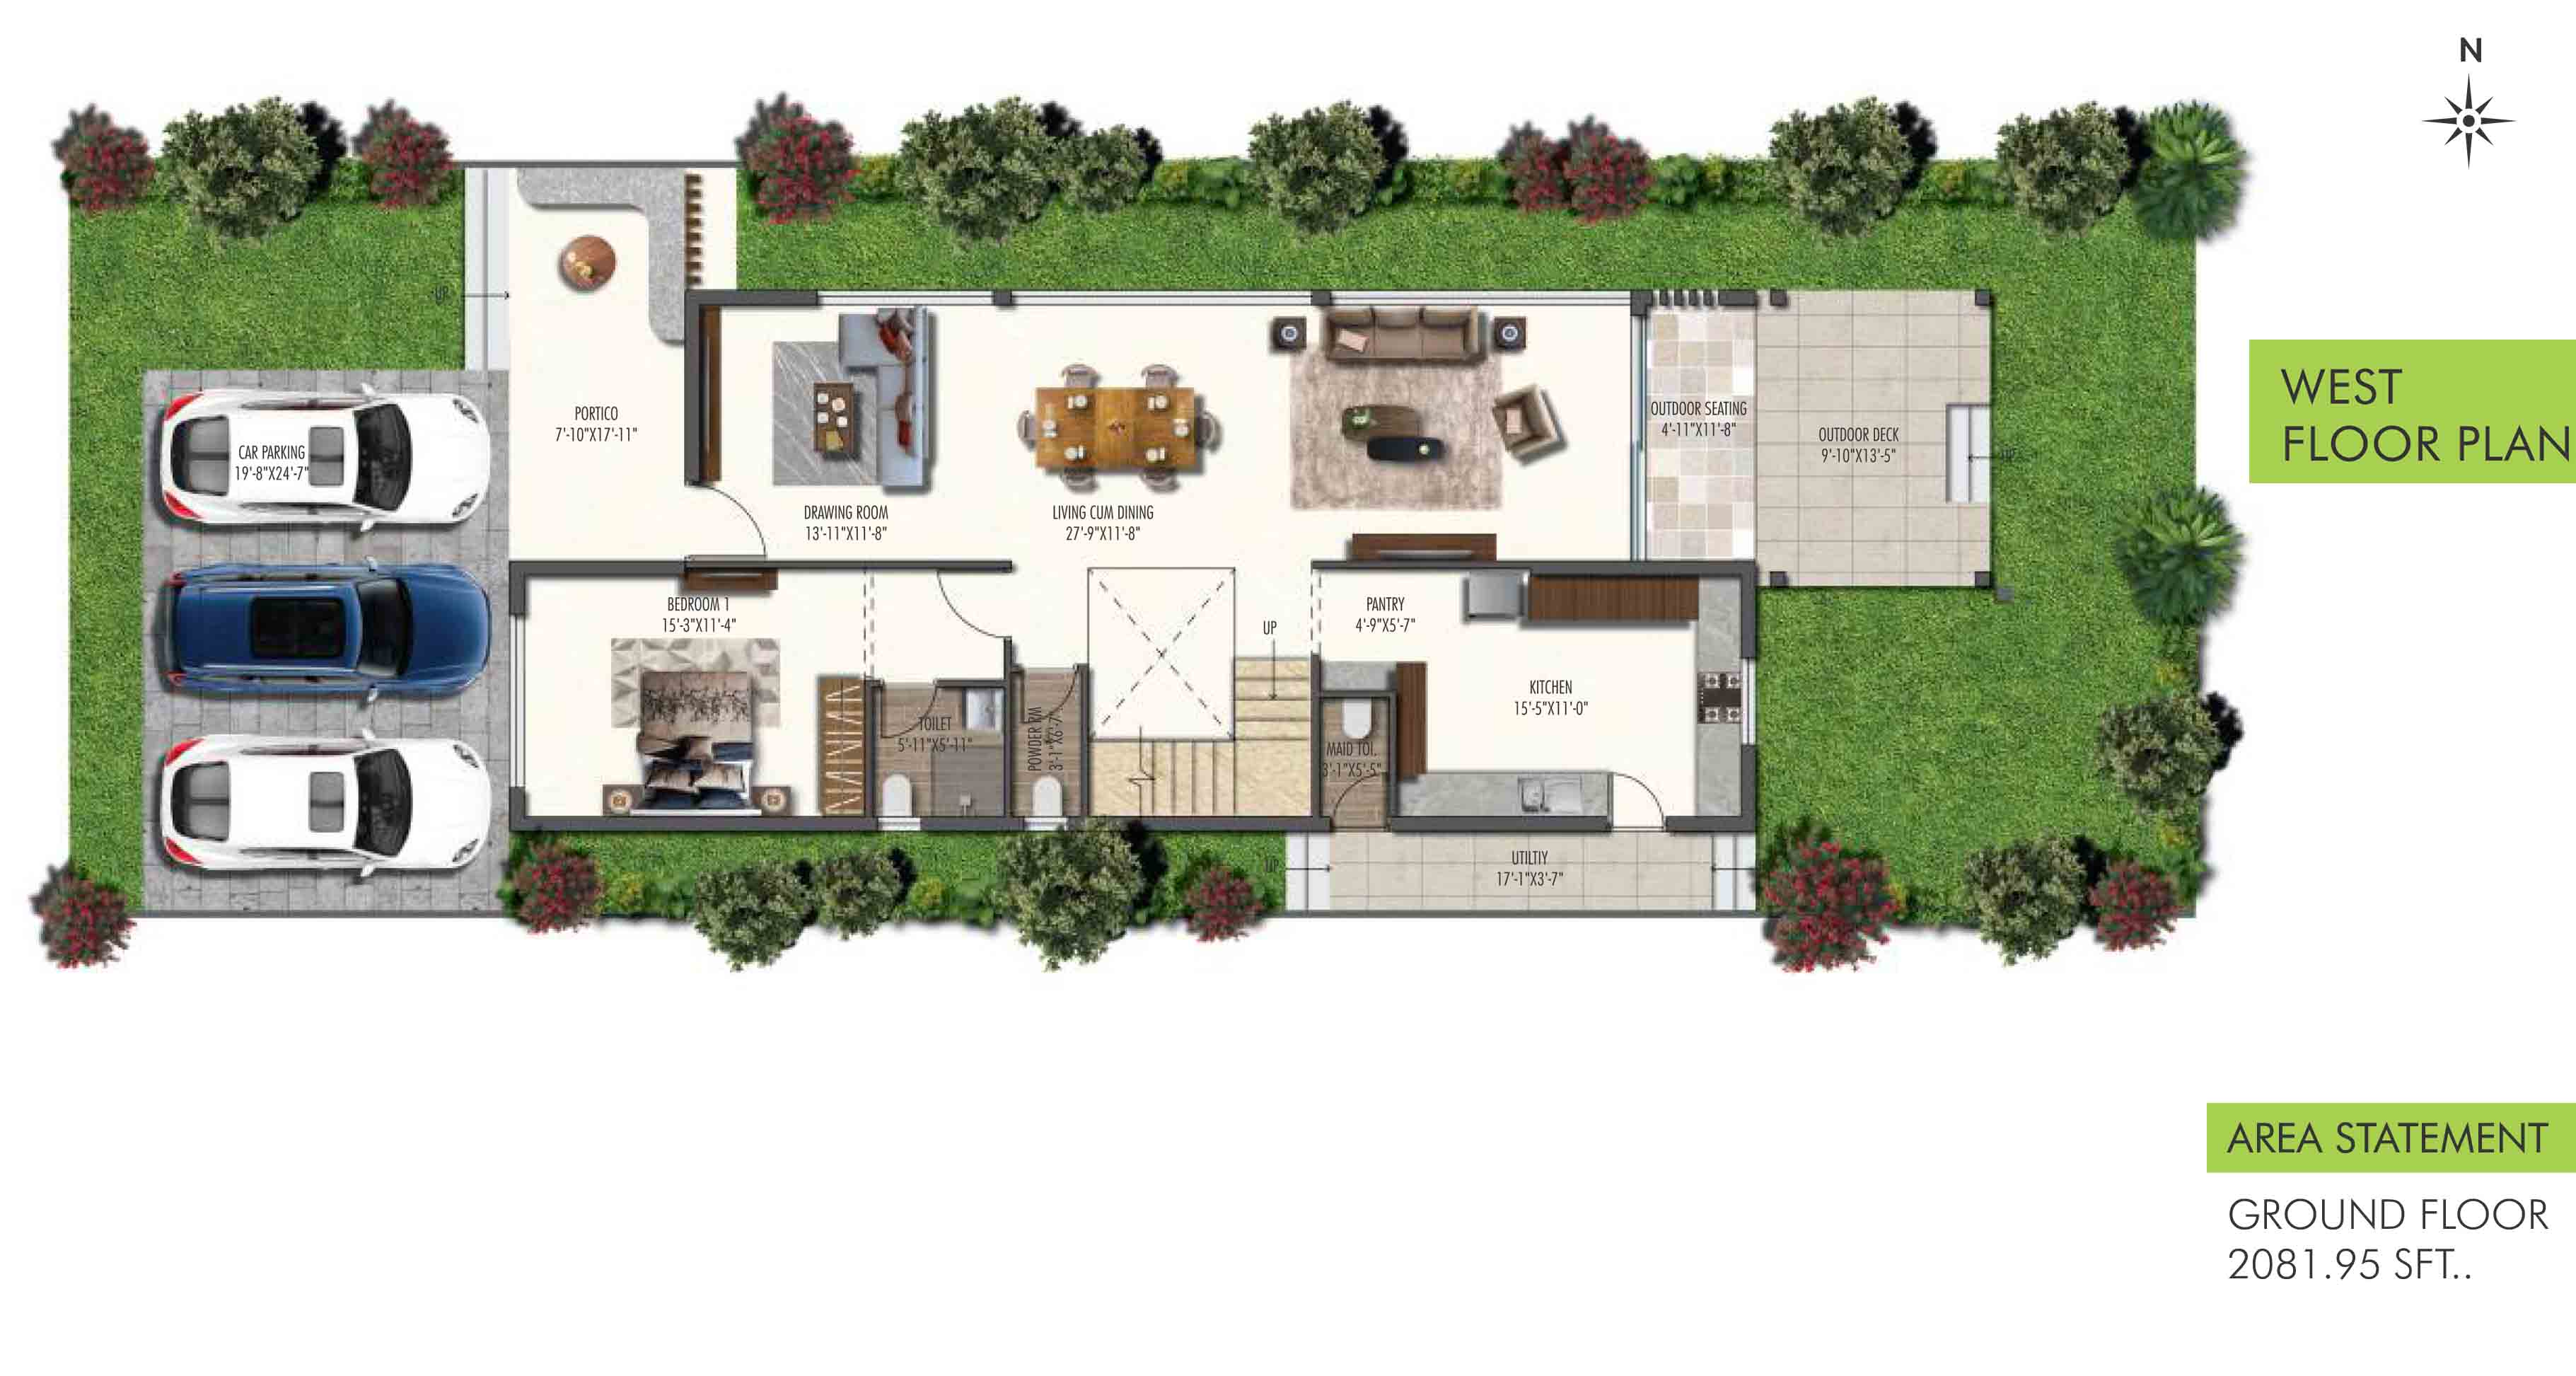 N
WEST
FLOOR PLAN
UP
PORTICO
7'-10"X17'-11"
CAR PARKING
19'-8"X24'-7"
DRAWING ROOM
13'-11"X11'-8"
LIVING CUM DINING
27'-9"X11'-8"
OUTDOOR SEATING
4'-11"X11'-8"
OUTDOOR DECK
9'-10"X13'-5"
UP
BEDROOM 1
15'-3"X11'-4"
TOILET
5'-11"X5'-11"
POWDER RM
3'-1"X6'-7"
UP
PANTRY
4'-9"X5'-7"
KITCHEN
15'-5"X11'-0"
MAID TOI.
3'-1"X5'-5"
UP
UTILTIY
17'-1"X3'-7"
AREA STATEMENT
GROUND FLOOR
2081.95 SFT..